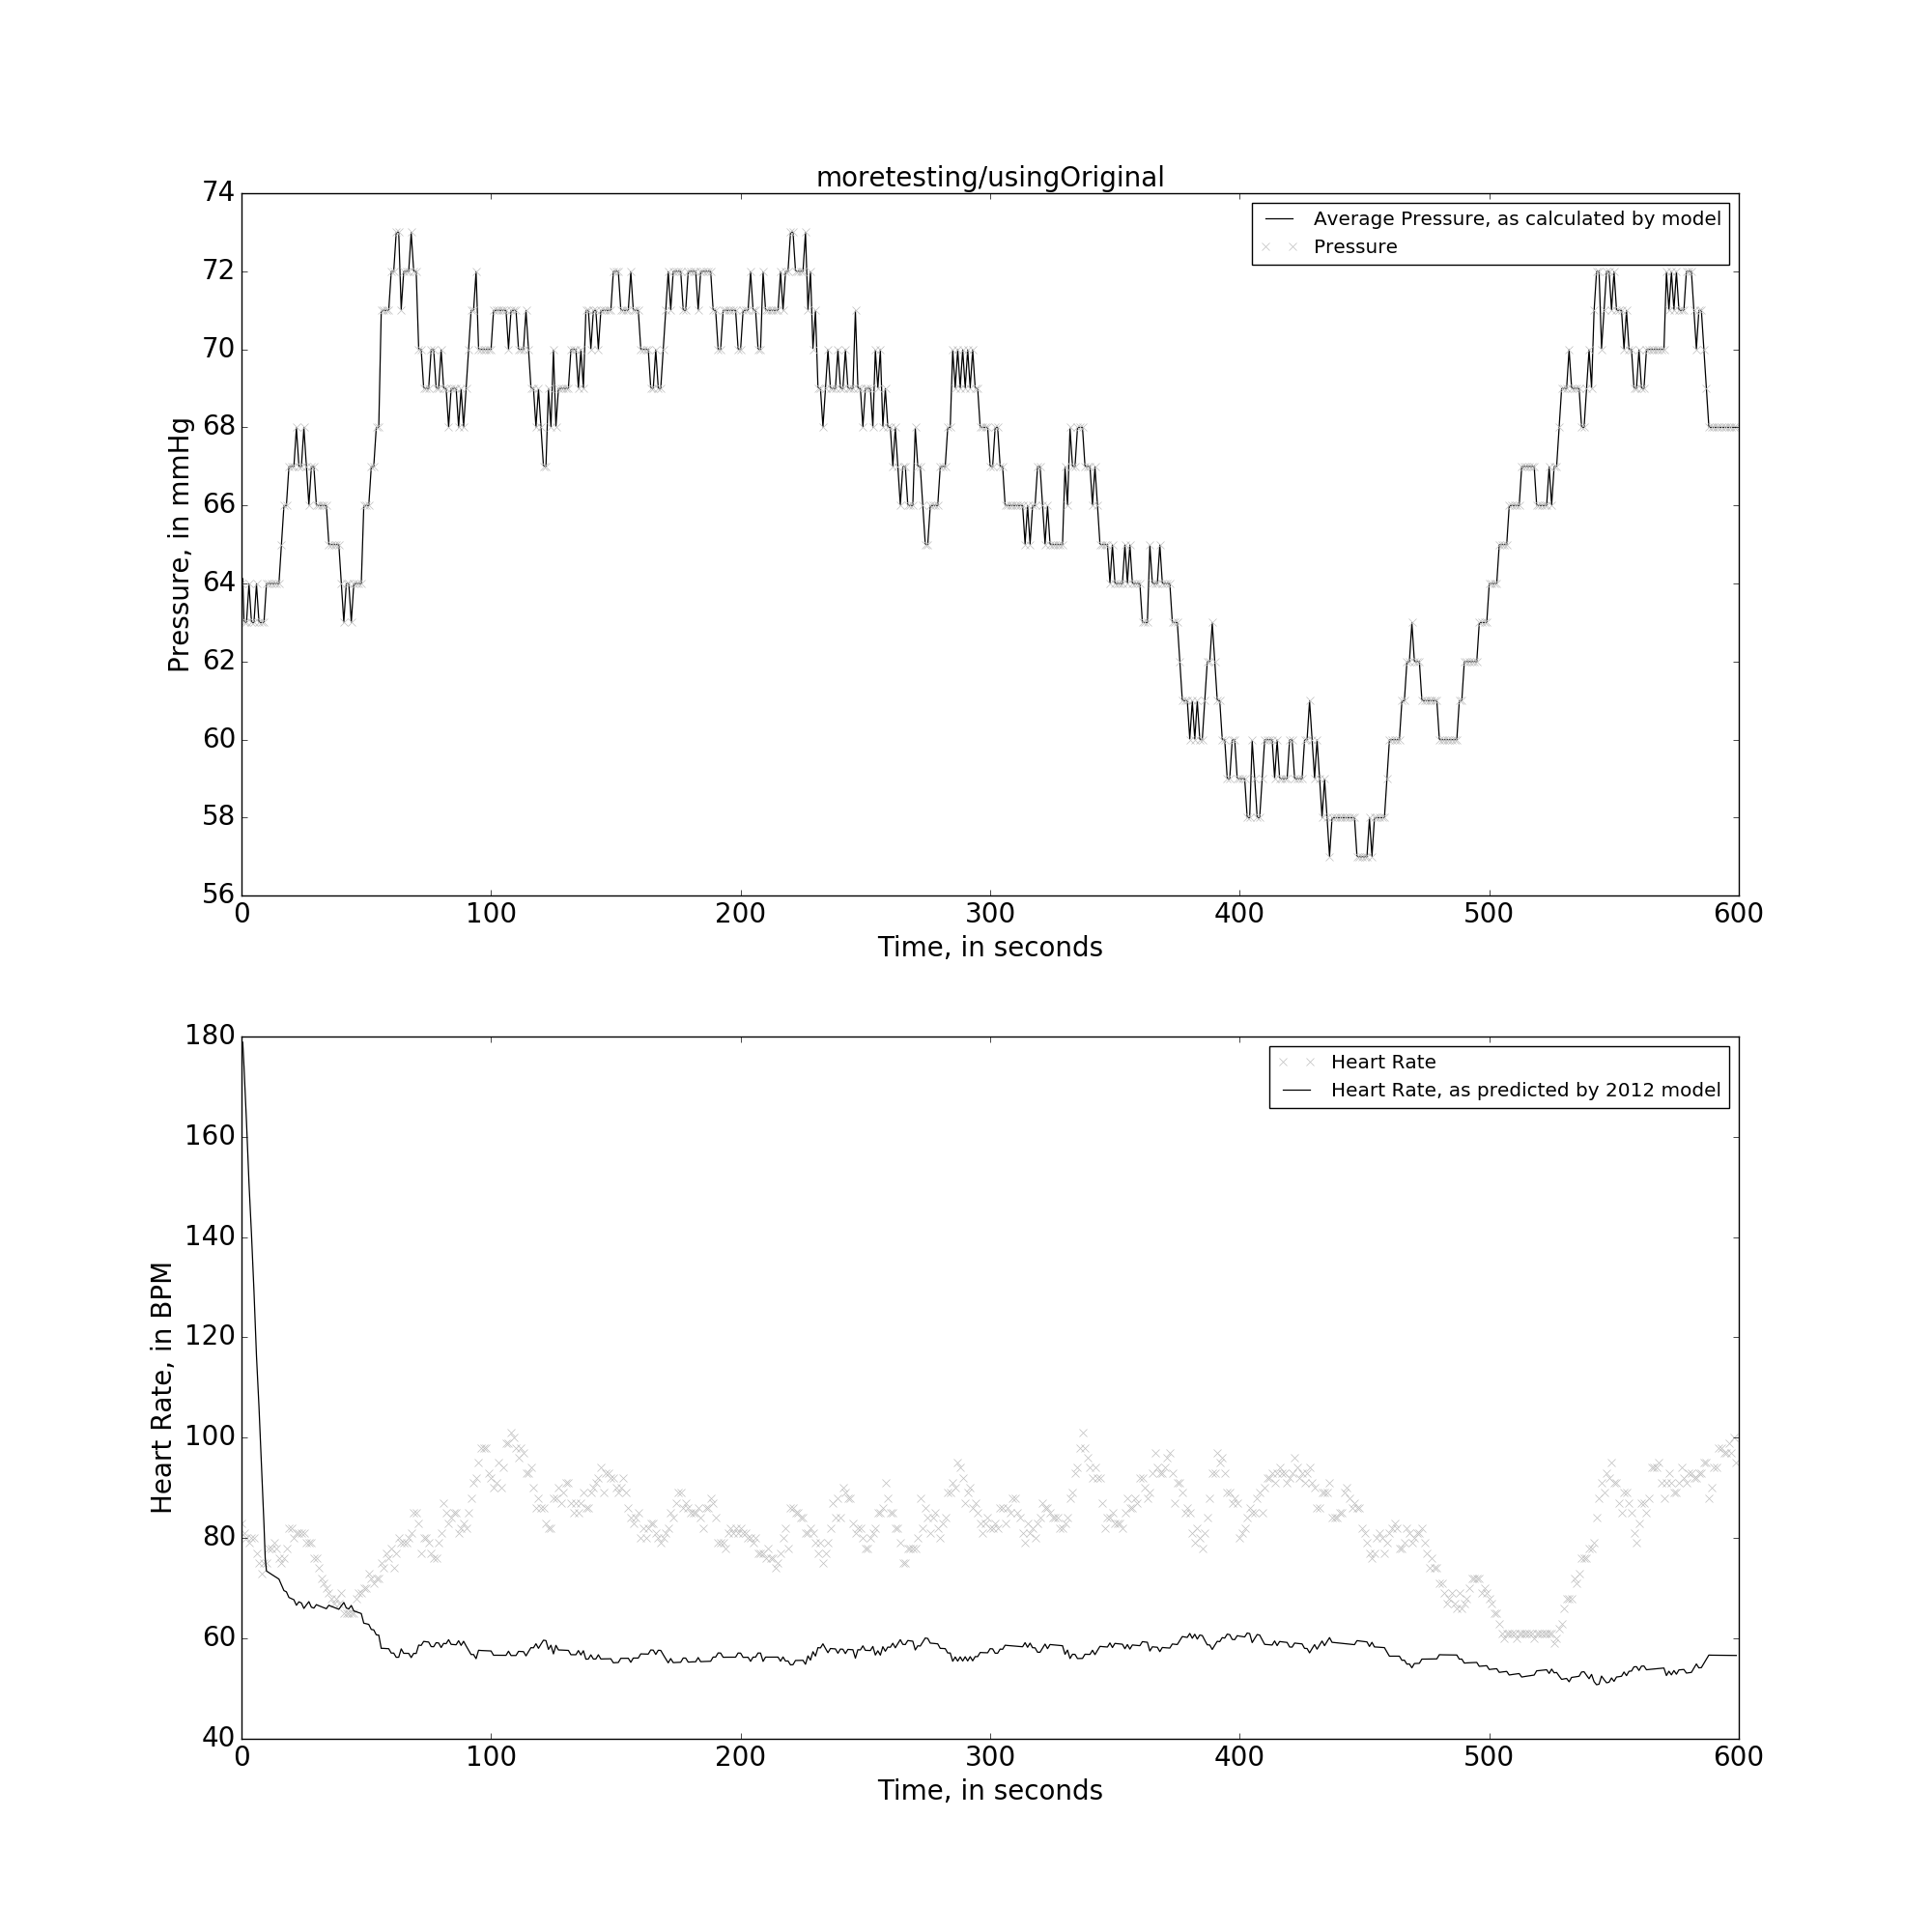 moretesting/usingOriginal
74
72
70
68
66
64
62
60
58
56
Pressure, in mmHg
Average Pressure, as calculated by model
Pressure
0 100 200 300 400 500 600
Time, in seconds
180
160
140
120
100
80
60
40
Heart Rate, in BPM
Heart Rate
Heart Rate, as predicted by 2012 model
0 100 200 300 400 500 600
Time, in seconds